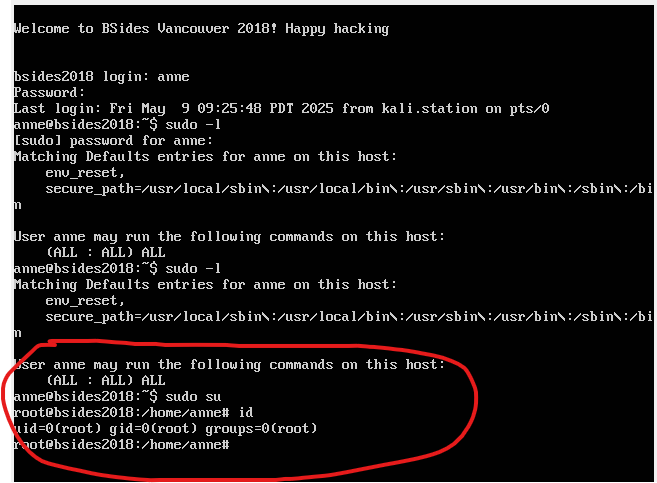 Welcome to BSides Vancouver 2018! Happy hacking
bsides2018 login: anne
Password:
Last login: Fri May  9 09:25:48 PDT 2025 from kali.station on pts/0
anne@bsides2018:~$ sudo -l
[sudo] password for anne:
Matching Defaults entries for anne on this host:
    env_reset,
    secure_path=/usr/local/sbin\:/usr/local/bin\:/usr/sbin\:/usr/bin\:/sbin\:/bi
n
User anne may run the following commands on this host:
    (ALL : ALL) ALL
anne@bsides2018:~$ sudo -l
Matching Defaults entries for anne on this host:
    env_reset,
    secure_path=/usr/local/sbin\:/usr/local/bin\:/usr/sbin\:/usr/bin\:/sbin\:/bi
n
User anne may run the following commands on this host:
    (ALL : ALL) ALL
anne@bsides2018:~$ sudo su
root@bsides2018:/home/anne# id
uid=0(root) gid=0(root) groups=0(root)
root@bsides2018:/home/anne#